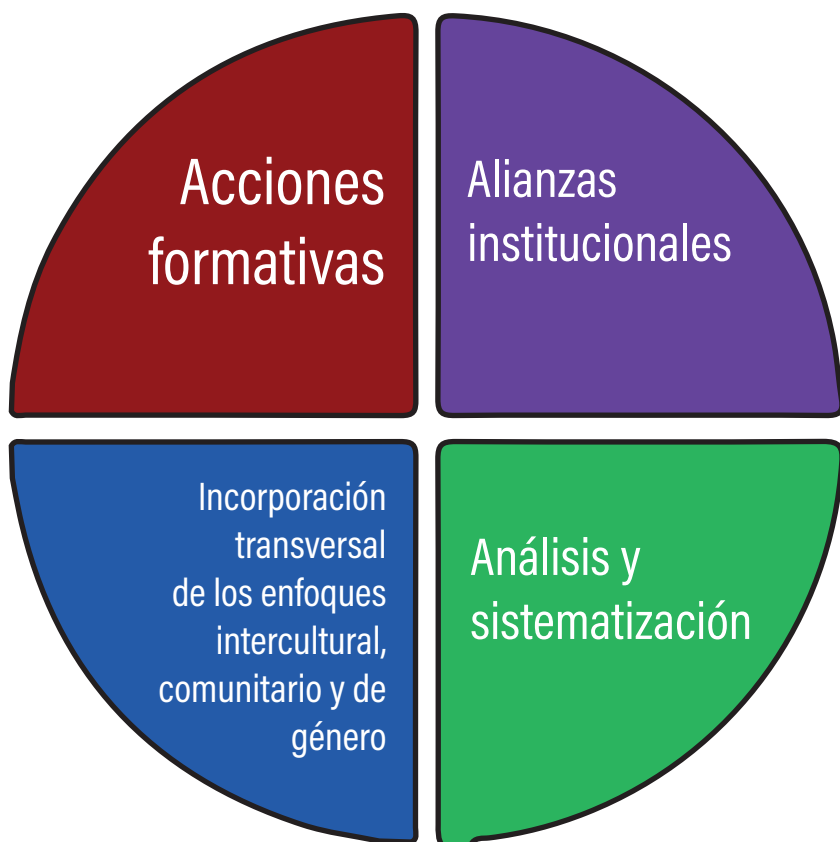 Acciones
formativas
Alianzas
institucionales
Incorporación
transversal
de los enfoques
intercultural,
comunitario y de
género
Análisis y
sistematización